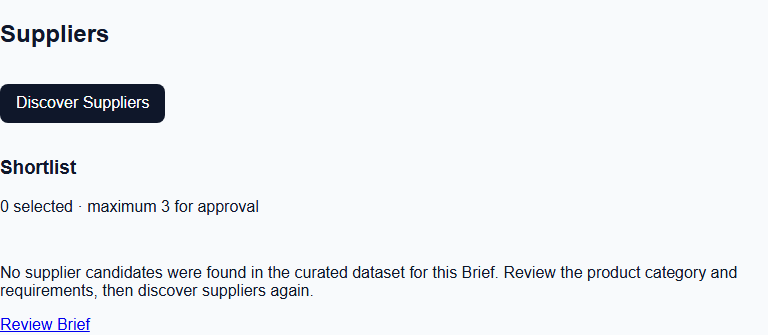 Suppliers
Discover Suppliers
Shortlist
0 selected · maximum 3 for approval
No supplier candidates were found in the curated dataset for this Brief. Review the product category and
requirements, then discover suppliers again.
Review Brief